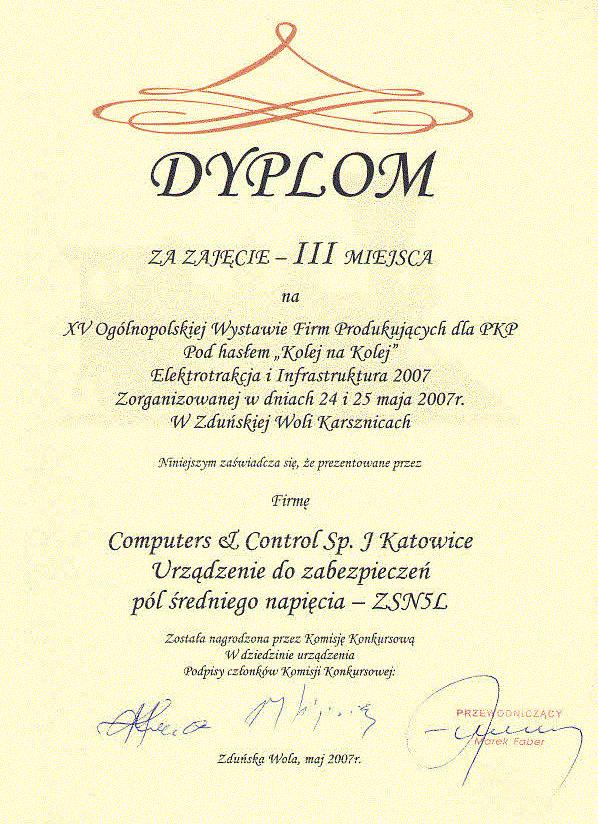 DYPLOM
ZA ZAJĘCIE – III MIEJSCA
na
XV Ogólnopolskiej Wystawie Firm Produkujących dla PKP
Pod hasłem „Kolej na Kolej”
Elektrotrakcja i Infrastruktura 2007
Zorganizowanej w dniach 24 i 25 maja 2007r.
W Zduńskiej Woli Karsznicach
Niniejszym zaświadcza się, że prezentowane przez
Firmę
Computers & Control Sp. J Katowice
Urządzenie do zabezpieczeń
pól średniego napięcia – ZSN5L
Została nagrodzona przez Komisję Konkursową
W dziedzinie urządzenia
Podpisy członków Komisji Konkursowej:
PRZEWODNICZĄCY
Marek Faber
Zduńska Wola, maj 2007r.